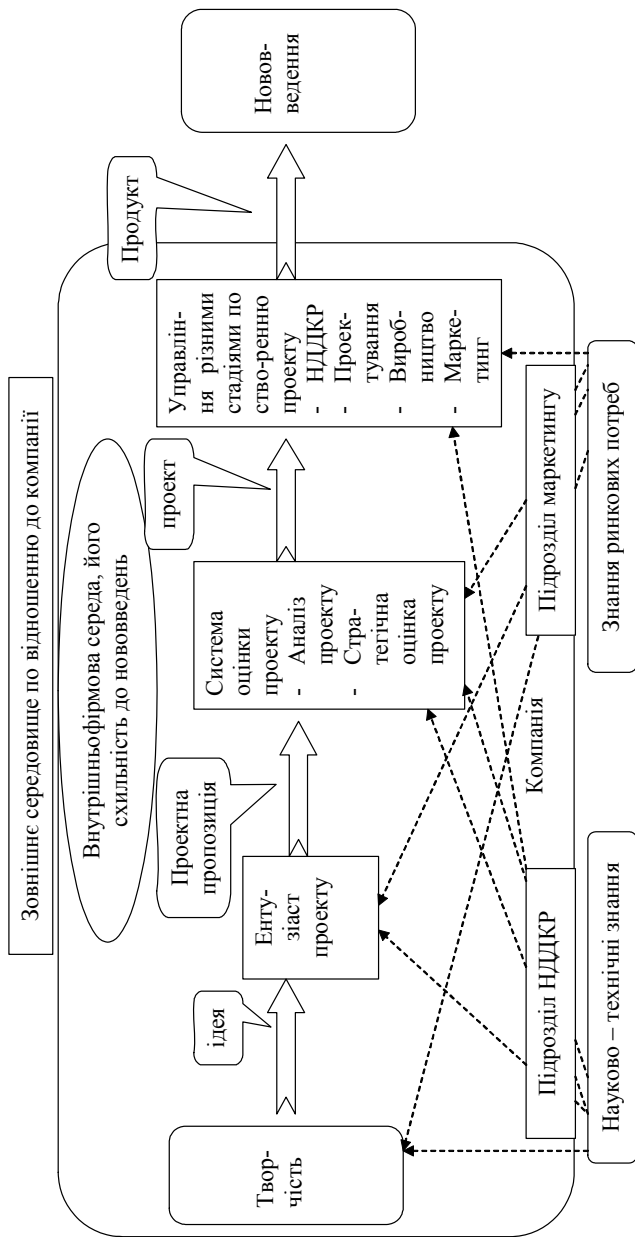 Зовнішнє середовище по відношенню до компанії
Внутрішньофірмова середа, його
схильність до нововведень
Твор-
чість
ідея
Енту-
зіаст
проекту
Проектна
пропозиція
Система
оцінки
проекту
- Аналіз
проекту
- Стра-
тегічна
оцінка
проекту
проект
Управлін-
ня різними
стадіями по
ство-ренню
проекту
- НДДКР
- Проек-
тування
- Вироб-
ництво
- Марке-
тинг
Продукт
Новов-
ведення
Компанія
Підрозділ НДДКР
Підрозділ маркетингу
Науково – технічні знання
Знання ринкових потреб